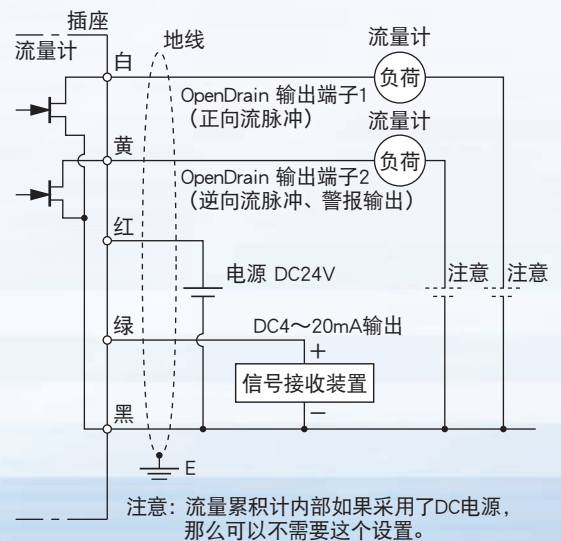 插座
流量计
地线
流量计
白
负荷
OpenDrain 输出端子1
（正向流脉冲）
流量计
黄
负荷
OpenDrain 输出端子2
（逆向流脉冲、警报输出）
红
电源 DC24V
注意
注意
绿
DC4～20mA输出
+
信号接收装置
−
黑
E
注意：流量累积计内部如果采用了DC电源，
那么可以不需要这个设置。